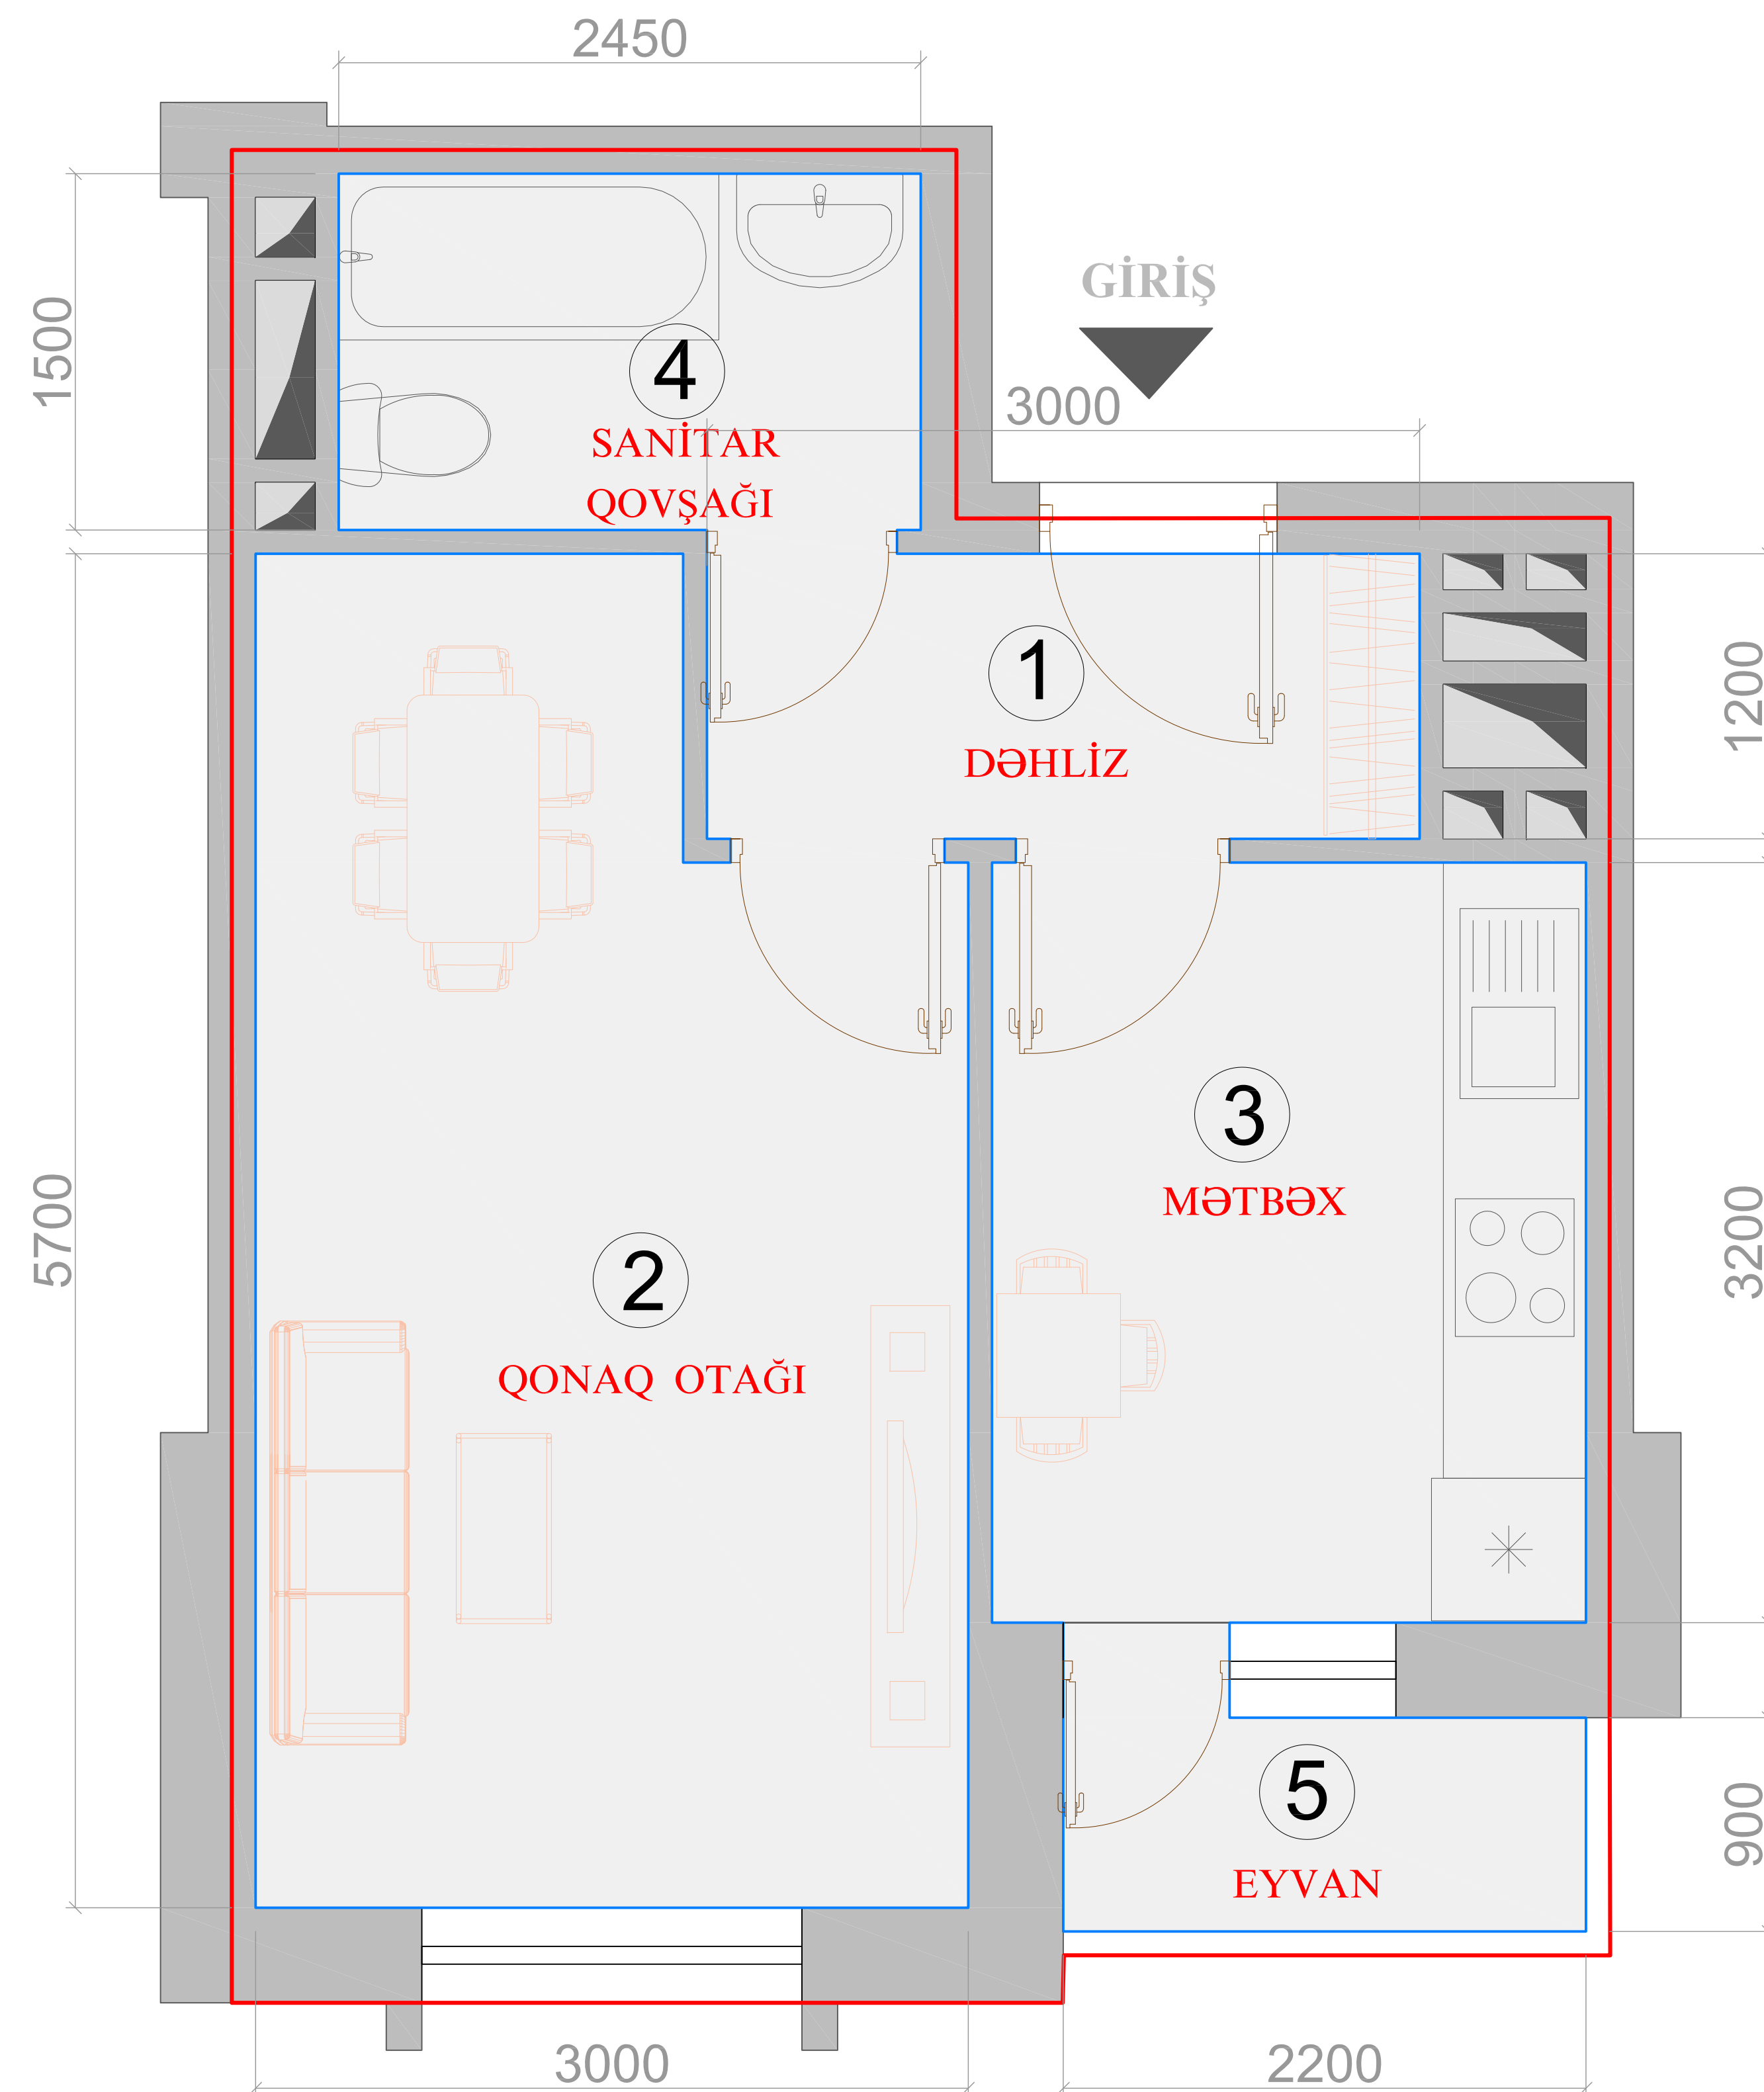 2450
GİRİŞ
1500
4
3000
SANİTAR
QOVŞAĞI
1
1200
DƏHLİZ
3
MƏTBƏX
5700
3200
2
QONAQ OTAĞI
5
900
EYVAN
3000
2200